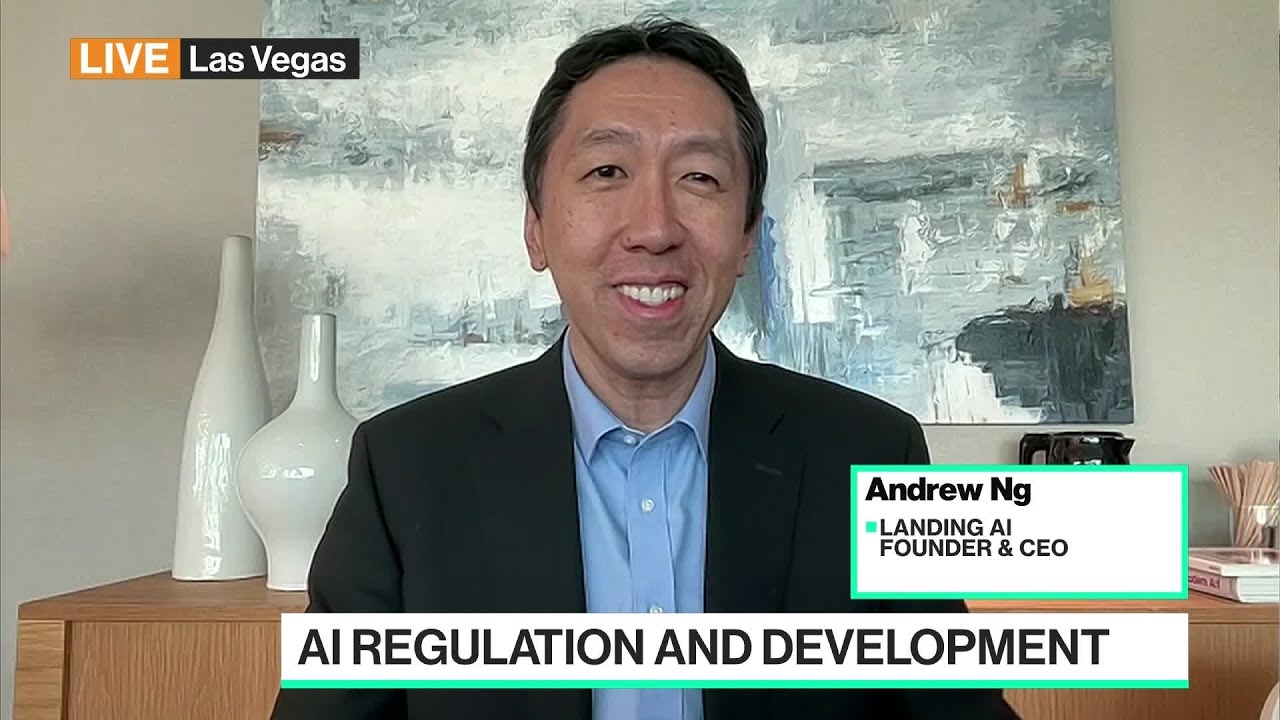 LIVE Las Vegas
Andrew Ng
LANDING AI
FOUNDER & CEO
AI REGULATION AND DEVELOPMENT